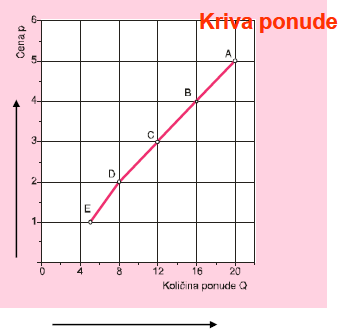 Kriva ponude
Cena p
6
5
4
3
2
1
A
B
C
D
E
0 4 8 12 16 20
Količina ponude Q